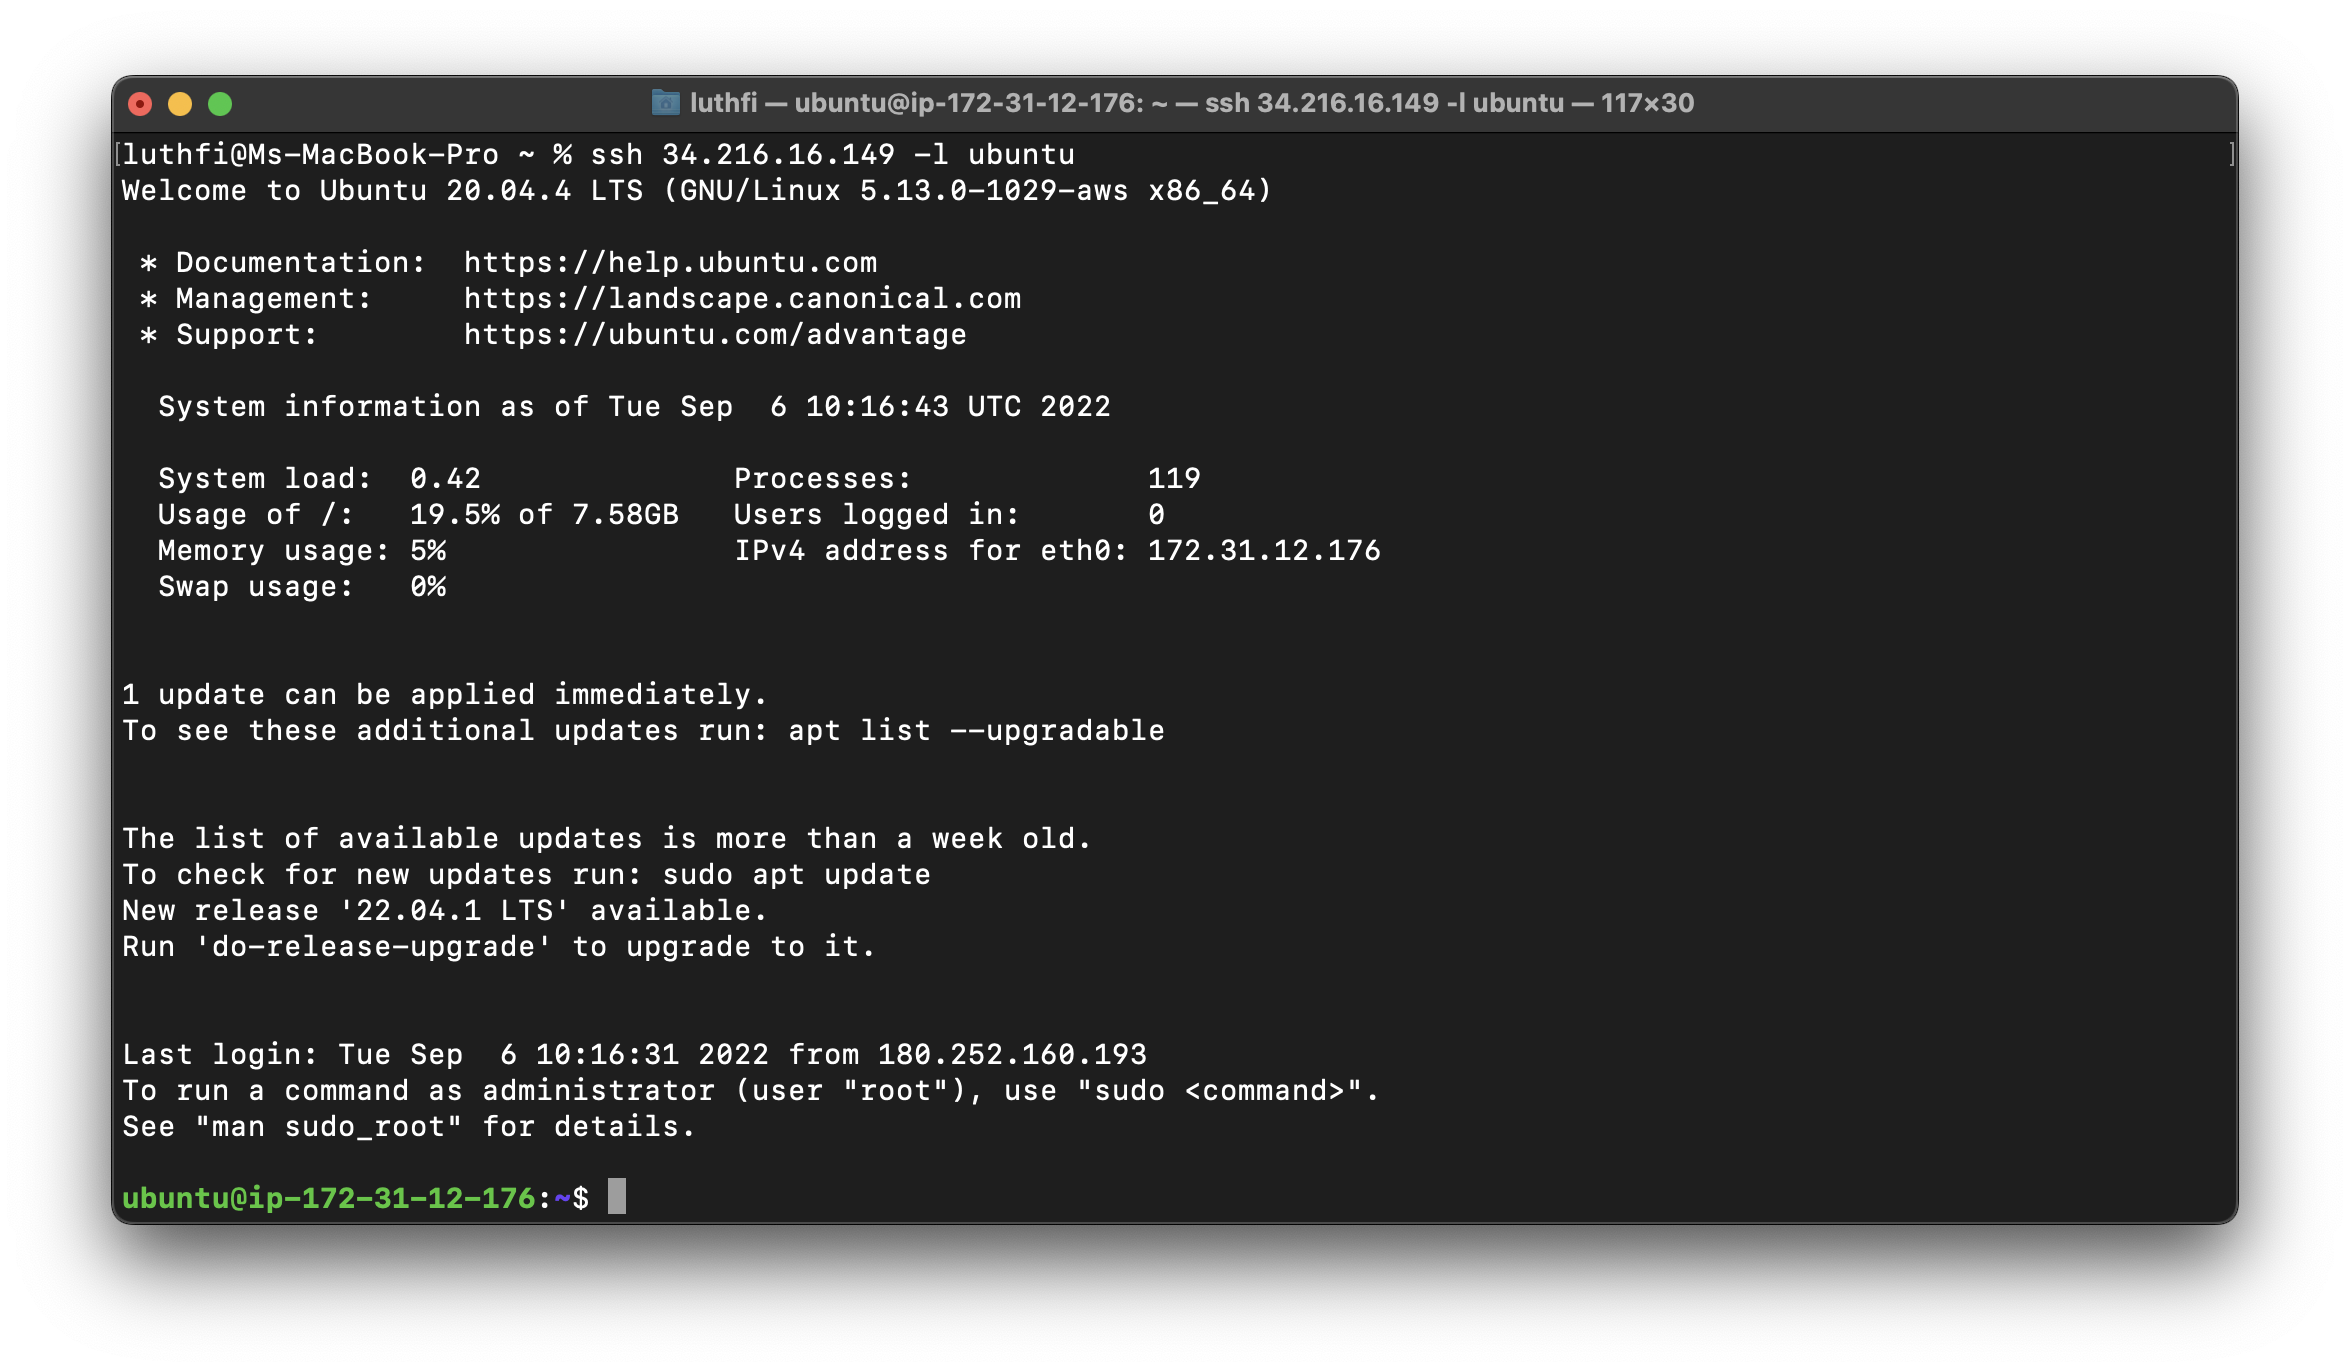 luthfi — ubuntu@ip-172-31-12-176: ~ — ssh 34.216.16.149 -l ubuntu — 117×30
[luthfi@Ms-MacBook-Pro ~ % ssh 34.216.16.149 -l ubuntu ]
Welcome to Ubuntu 20.04.4 LTS (GNU/Linux 5.13.0-1029-aws x86_64)
* Documentation:  https://help.ubuntu.com
* Management:     https://landscape.canonical.com
* Support:        https://ubuntu.com/advantage
System information as of Tue Sep  6 10:16:43 UTC 2022
System load:  0.42              Processes:             119
Usage of /:   19.5% of 7.58GB   Users logged in:       0
Memory usage: 5%                IPv4 address for eth0: 172.31.12.176
Swap usage:   0%
1 update can be applied immediately.
To see these additional updates run: apt list --upgradable
The list of available updates is more than a week old.
To check for new updates run: sudo apt update
New release '22.04.1 LTS' available.
Run 'do-release-upgrade' to upgrade to it.
Last login: Tue Sep  6 10:16:31 2022 from 180.252.160.193
To run a command as administrator (user "root"), use "sudo <command>".
See "man sudo_root" for details.
ubuntu@ip-172-31-12-176:~$